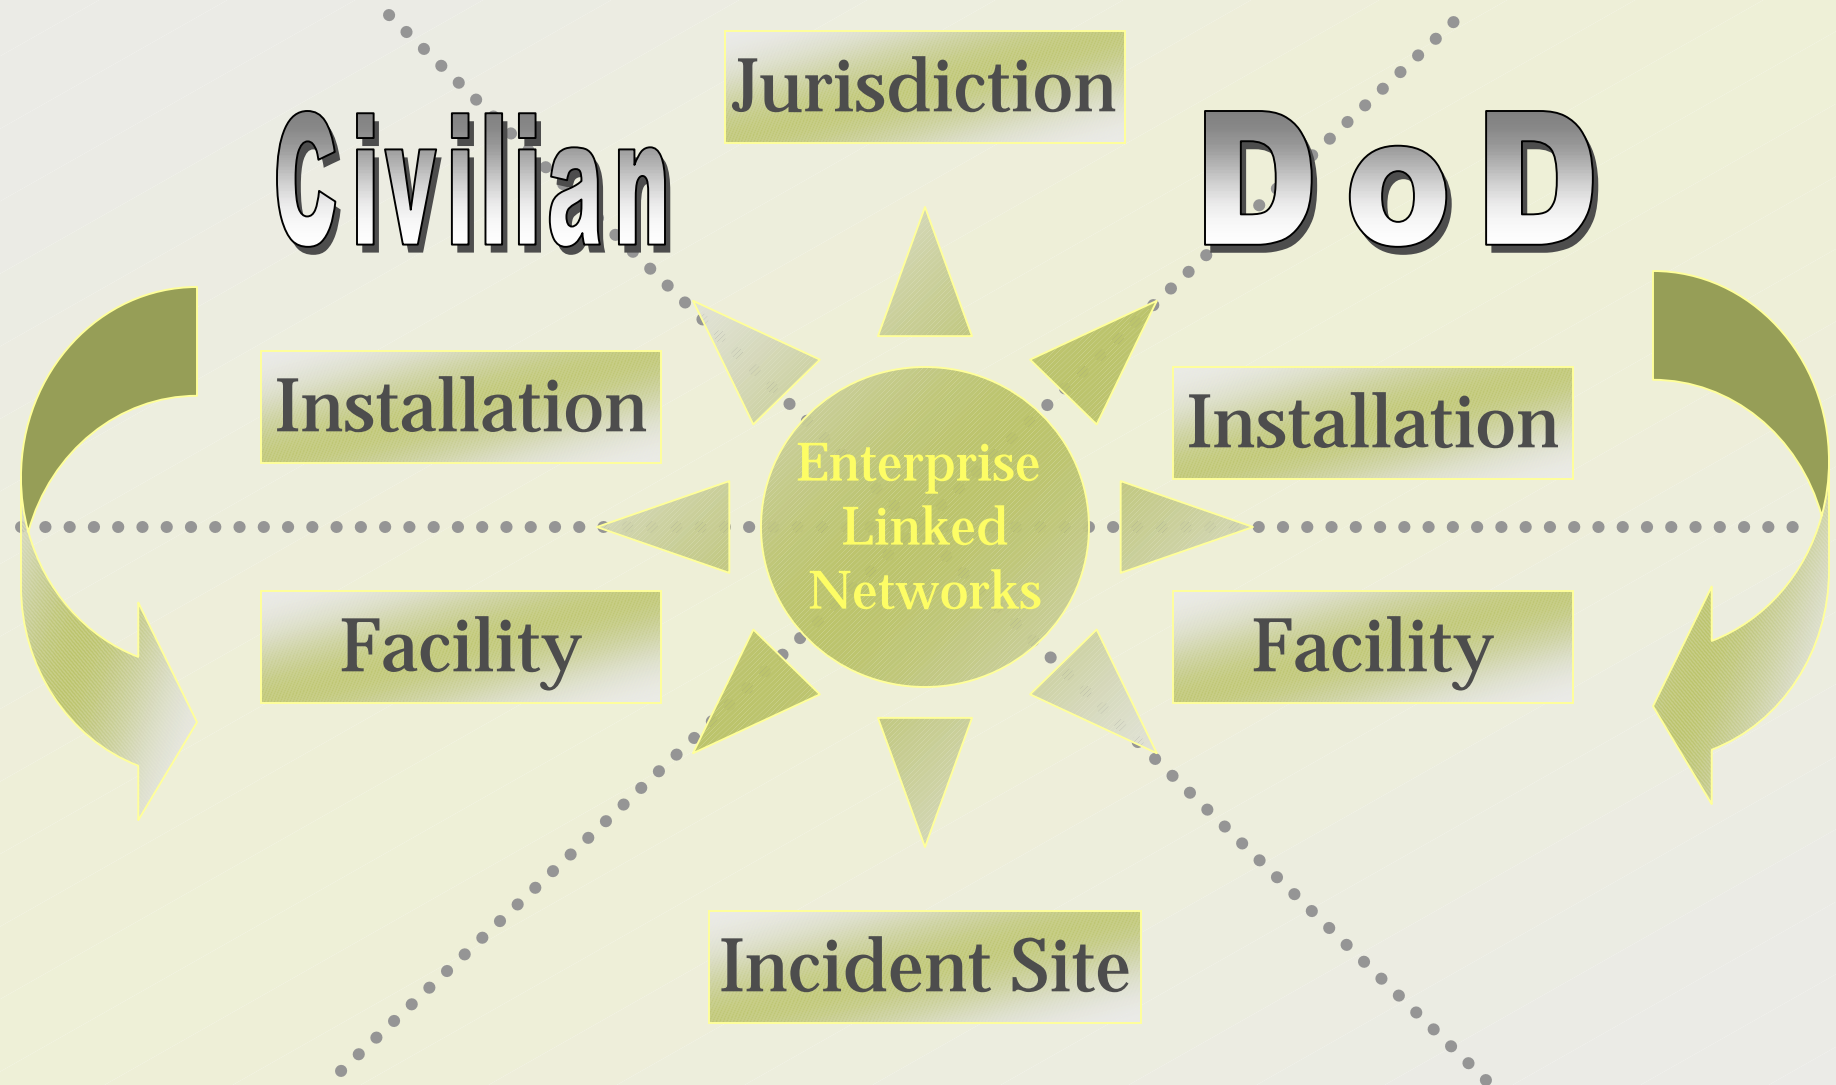 Jurisdiction
Civilian
DoD
Installation
Installation
Enterprise
Linked
Networks
Facility
Facility
Incident Site